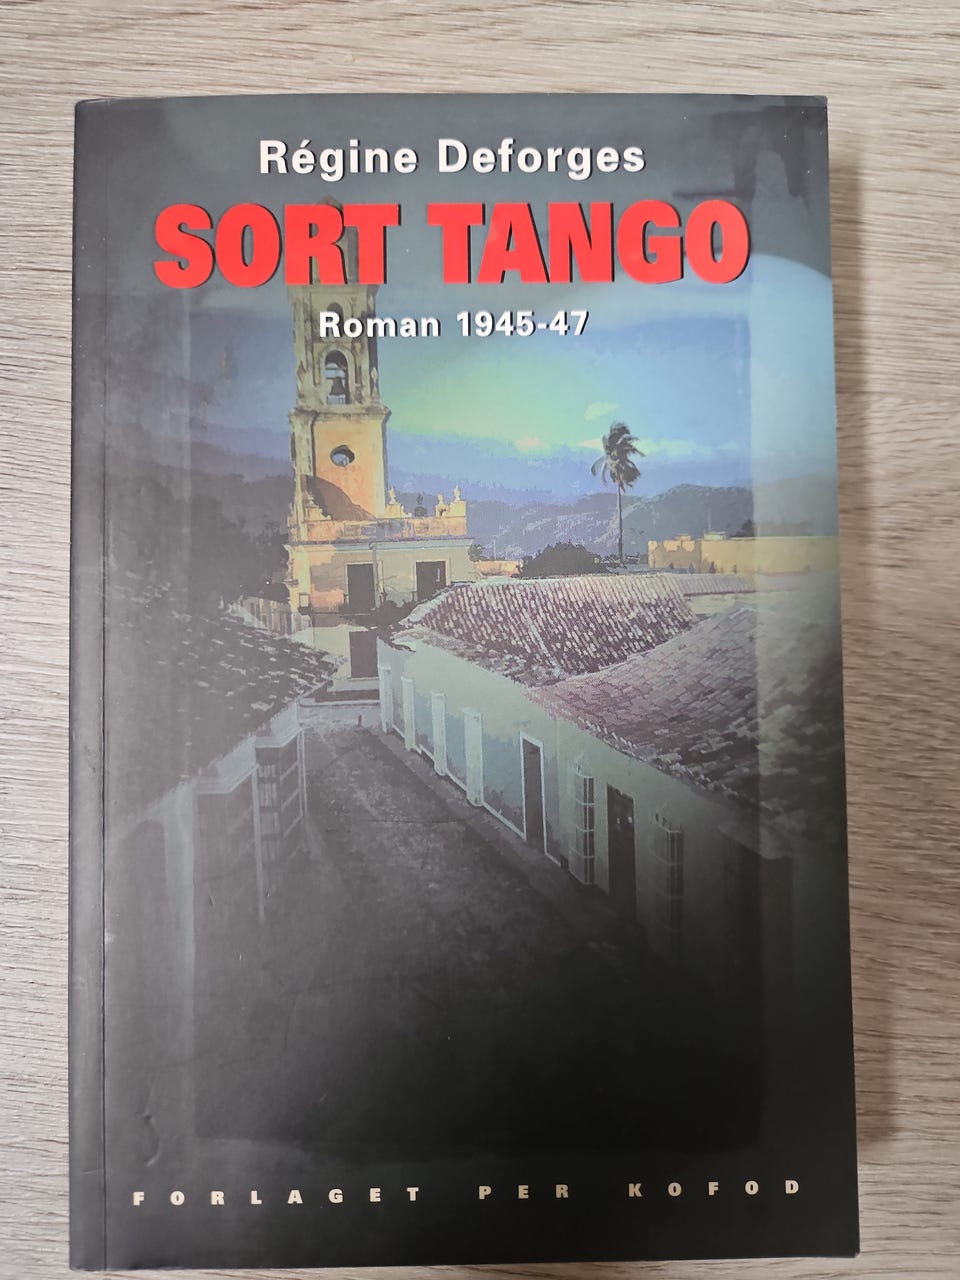 Régine Deforges
SORT TANGO
Roman 1945-47
FORLAGET PER KOFOD